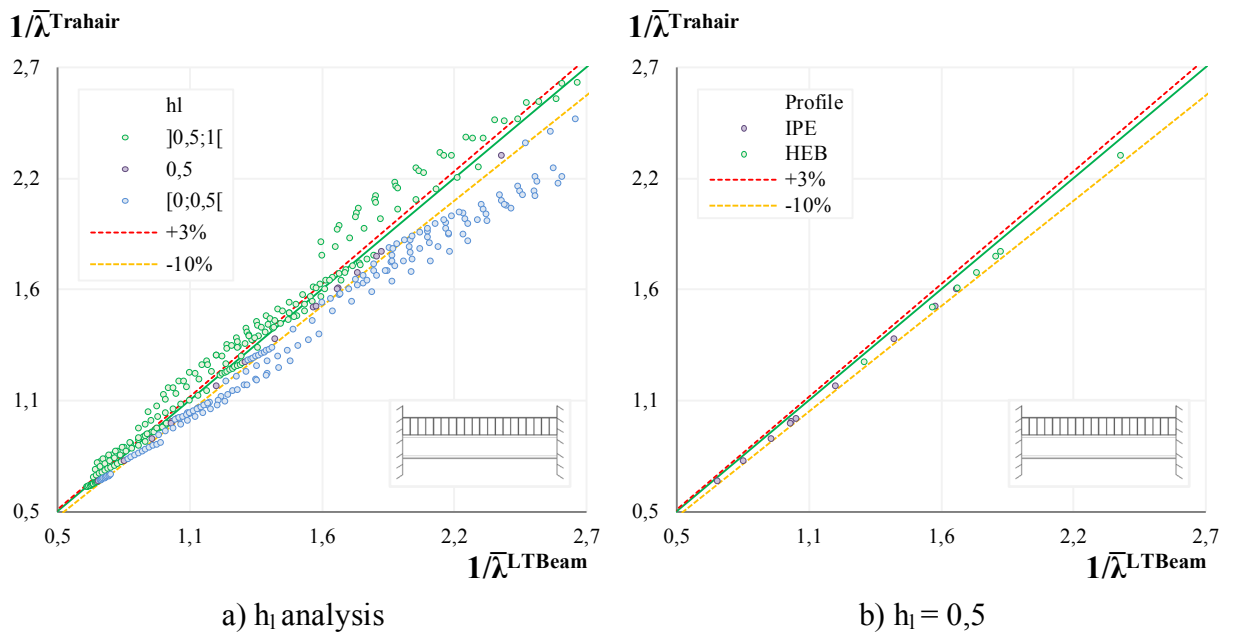 1/λ̅ᵀʳᵃʰᵃⁱʳ
2,7
2,2
1,6
1,1
0,5
hl
]0,5;1[
0,5
[0;0,5[
+3%
-10%
0,5
1,1
1,6
2,2
2,7
1/λ̅ᴸᵀᴮᵉᵃᵐ
a) hₗ analysis
1/λ̅ᵀʳᵃʰᵃⁱʳ
2,7
2,2
1,6
1,1
0,5
Profile
IPE
HEB
+3%
-10%
0,5
1,1
1,6
2,2
2,7
1/λ̅ᴸᵀᴮᵉᵃᵐ
b) hₗ = 0,5